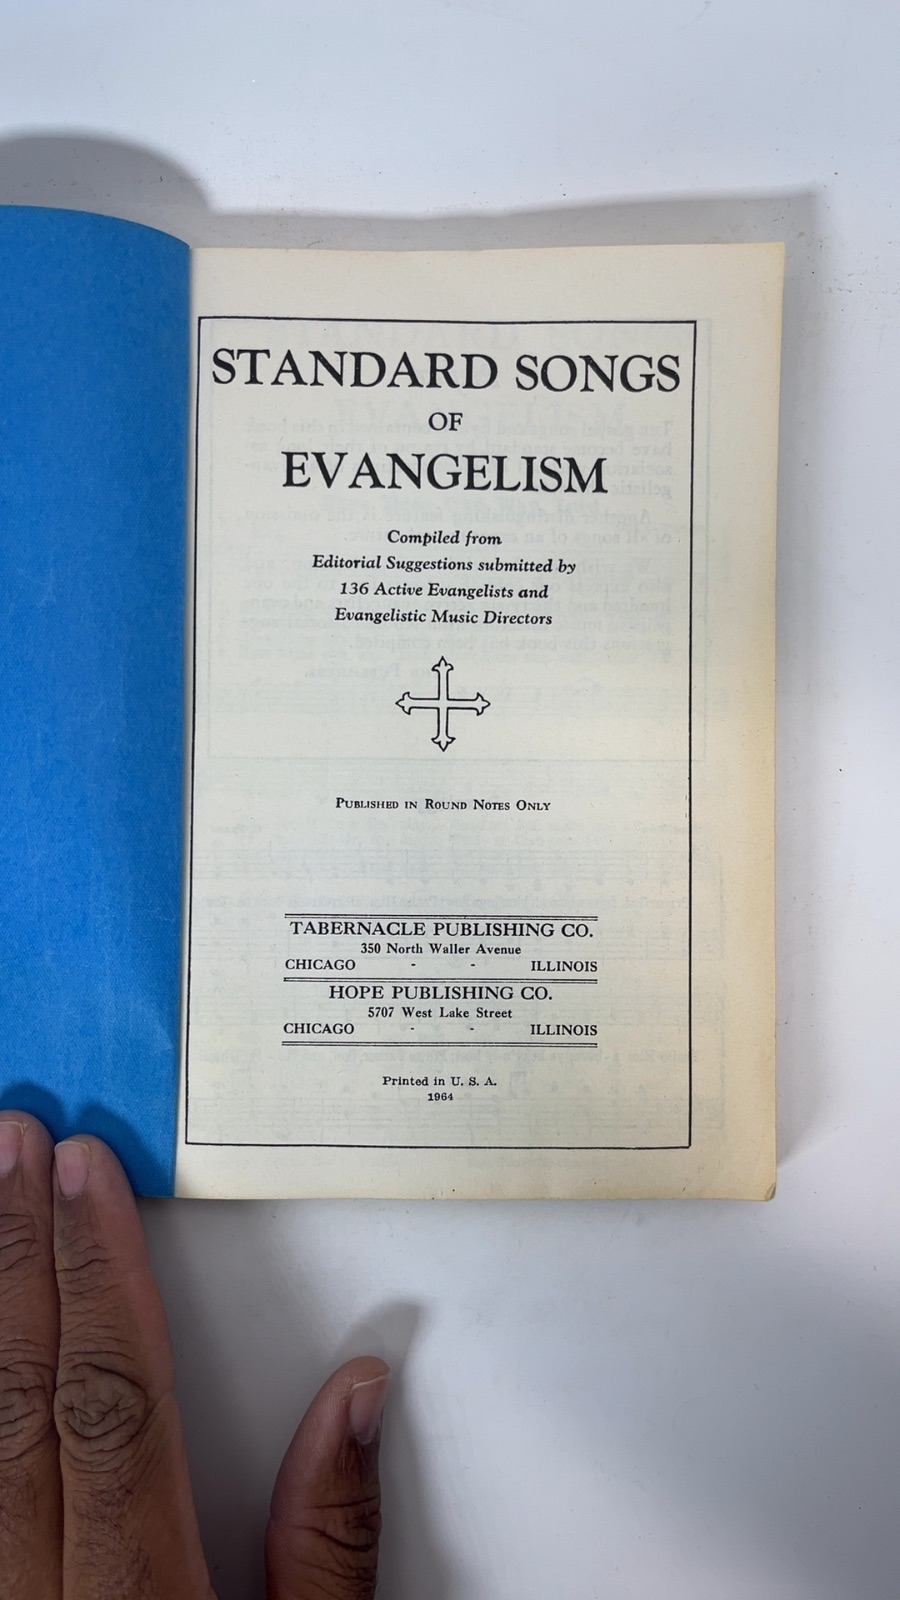 STANDARD SONGS
OF
EVANGELISM
Compiled from
Editorial Suggestions submitted by
136 Active Evangelists and
Evangelistic Music Directors
PUBLISHED IN ROUND NOTES ONLY
TABERNACLE PUBLISHING CO.
350 North Waller Avenue
CHICAGO - - ILLINOIS
HOPE PUBLISHING CO.
5707 West Lake Street
CHICAGO - - ILLINOIS
Printed in U. S. A.
1964